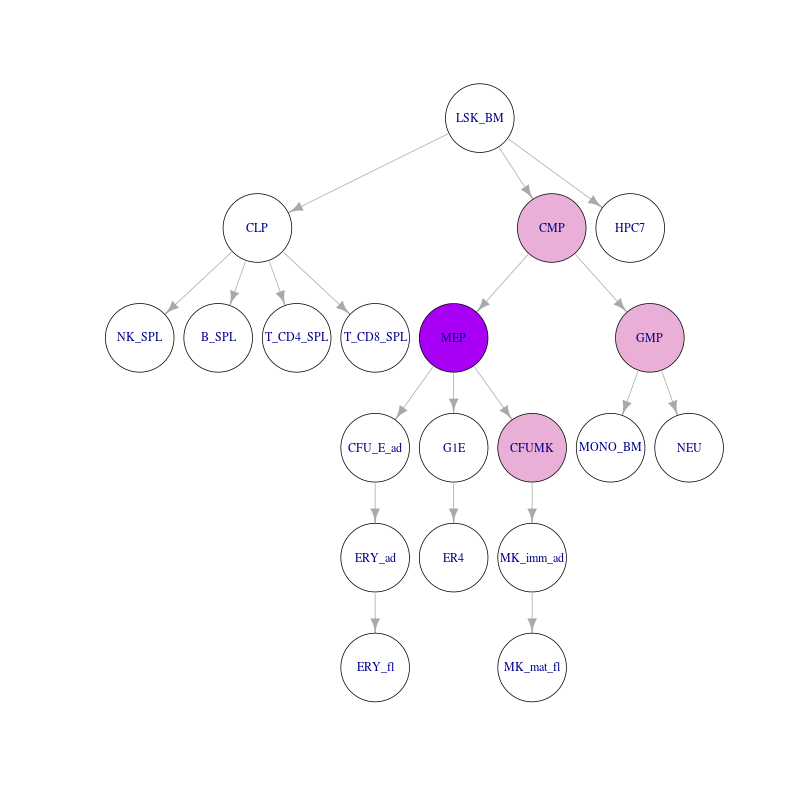 LSK_BM
CLP
CMP
HPC7
NK_SPL
B_SPL
T_CD4_SPL
T_CD8_SPL
MEP
GMP
CFU_E_ad
G1E
CFUMK
MONO_BM
NEU
ERY_ad
ER4
MK_imm_ad
ERY_fl
MK_mat_fl